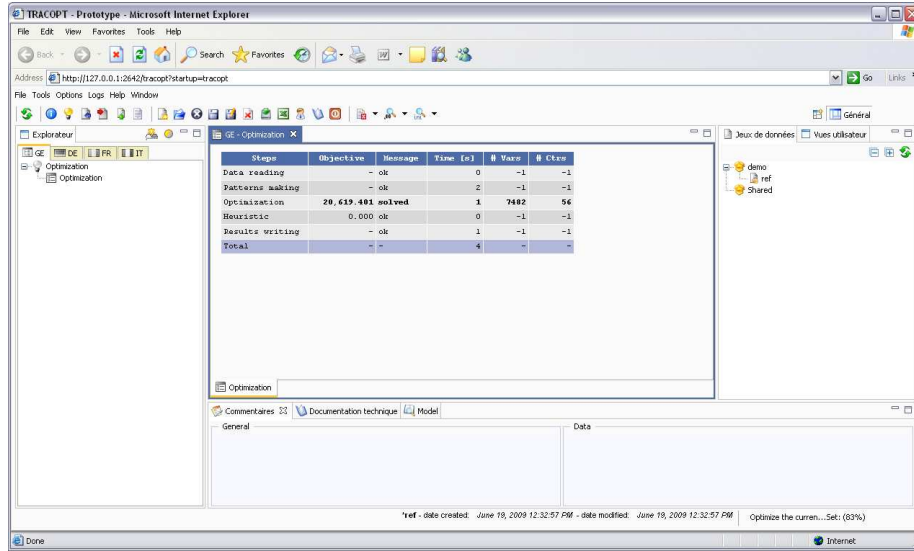 TRACOPT - Prototype - Microsoft Internet Explorer
File Edit View Favorites Tools Help
Back Search Favorites
Address http://127.0.0.1:2642/tracopt?startup=tracopt Go Links
File Tools Options Logs Help Window
Général
Explorateur
GE DE FR IT
Optimization
Optimization
GE - Optimization
Steps Objective Message Time [s] # Vars # Ctrs
Data reading - ok 0 -1 -1
Patterns making - ok 2 -1 -1
Optimization 20,619.401 solved 1 7482 56
Heuristic 0.000 ok 0 -1 -1
Results writing - ok 1 -1 -1
Total - - 4 - -
Optimization
Jeux de données Vues utilisateur
demo
ref
Shared
Commentaires Documentation technique Model
General
Data
*ref - date created: June 19, 2009 12:32:57 PM - date modified: June 19, 2009 12:32:57 PM
Optimize the curren...Set: (83%)
Done Internet